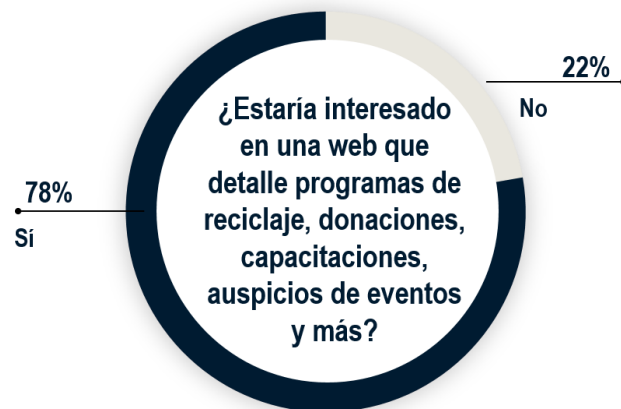 ¿Estaría interesado
en una web que
detalle programas de
reciclaje, donaciones,
capacitaciones,
auspicios de eventos
y más?
22%
No
78%
Sí